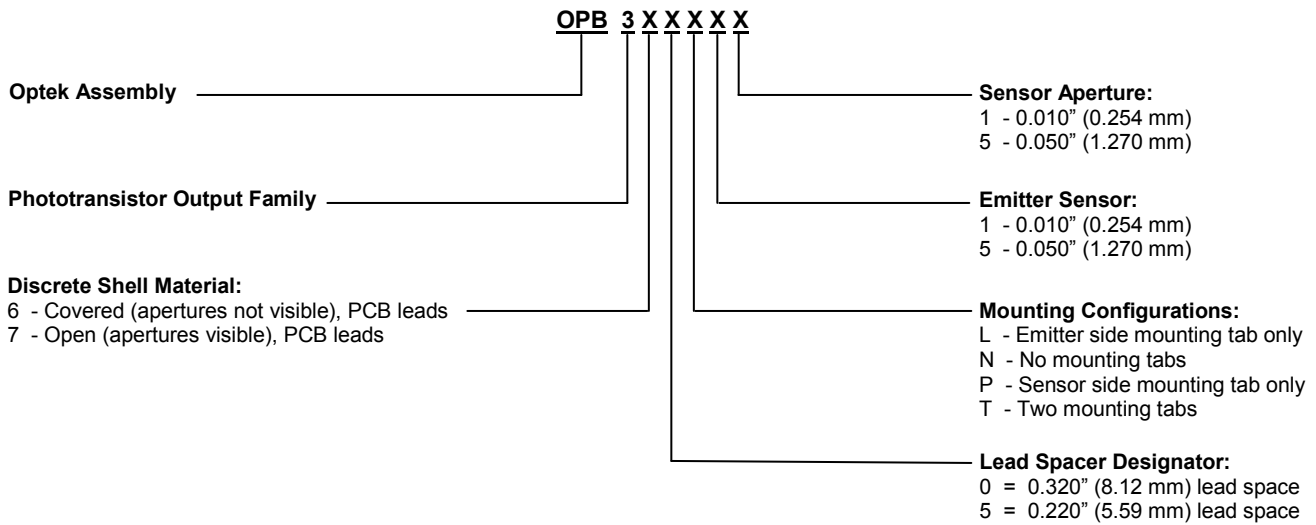 OPB 3 X X X X X
Optek Assembly
Phototransistor Output Family
Discrete Shell Material:
6 - Covered (apertures not visible), PCB leads
7 - Open (apertures visible), PCB leads
Sensor Aperture:
1 - 0.010” (0.254 mm)
5 - 0.050” (1.270 mm)
Emitter Sensor:
1 - 0.010” (0.254 mm)
5 - 0.050” (1.270 mm)
Mounting Configurations:
L - Emitter side mounting tab only
N - No mounting tabs
P - Sensor side mounting tab only
T - Two mounting tabs
Lead Spacer Designator:
0 = 0.320” (8.12 mm) lead space
5 = 0.220” (5.59 mm) lead space